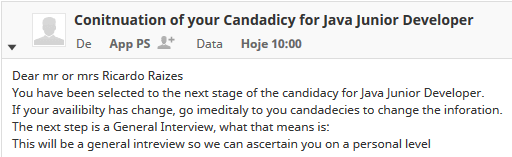 Conitnuation of your Candadicy for Java Junior Developer
De App PS Data Hoje 10:00
Dear mr or mrs Ricardo Raizes
You have been selected to the next stage of the candidacy for Java Junior Developer.
If your availibilty has change, go imeditaly to you candadecies to change the inforation.
The next step is a General Interview, what that means is:
This will be a general intreview so we can ascertain you on a personal level